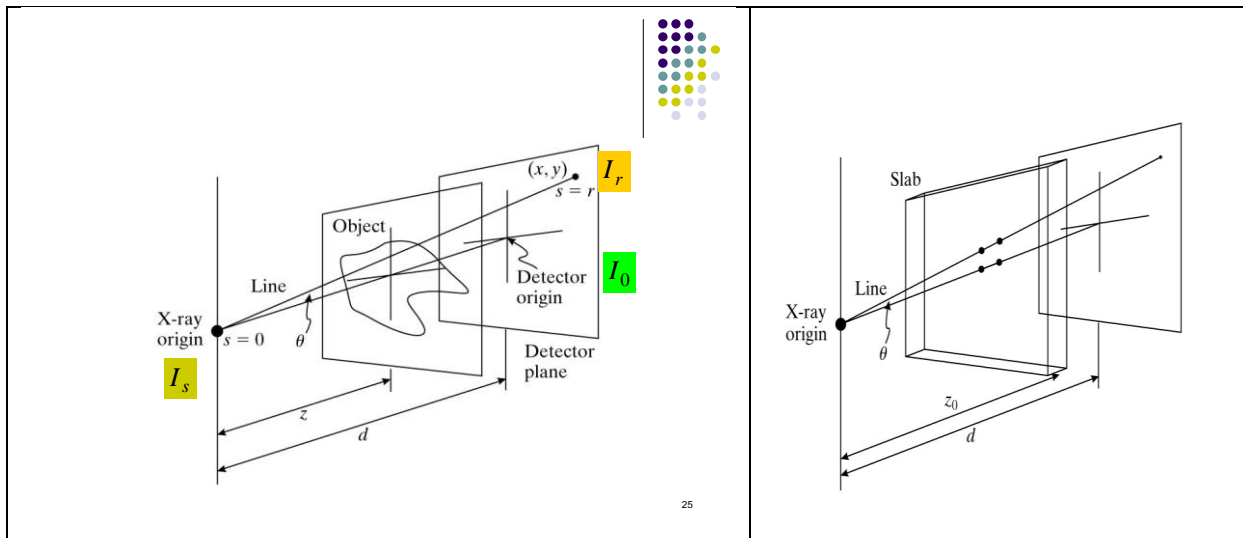 (x, y)
I_r
s = r
Object
I_0
Line
Detector
origin
X-ray
origin
s = 0
θ
Detector
plane
I_s
z
d
25
Slab
Line
X-ray
origin
θ
z_0
d